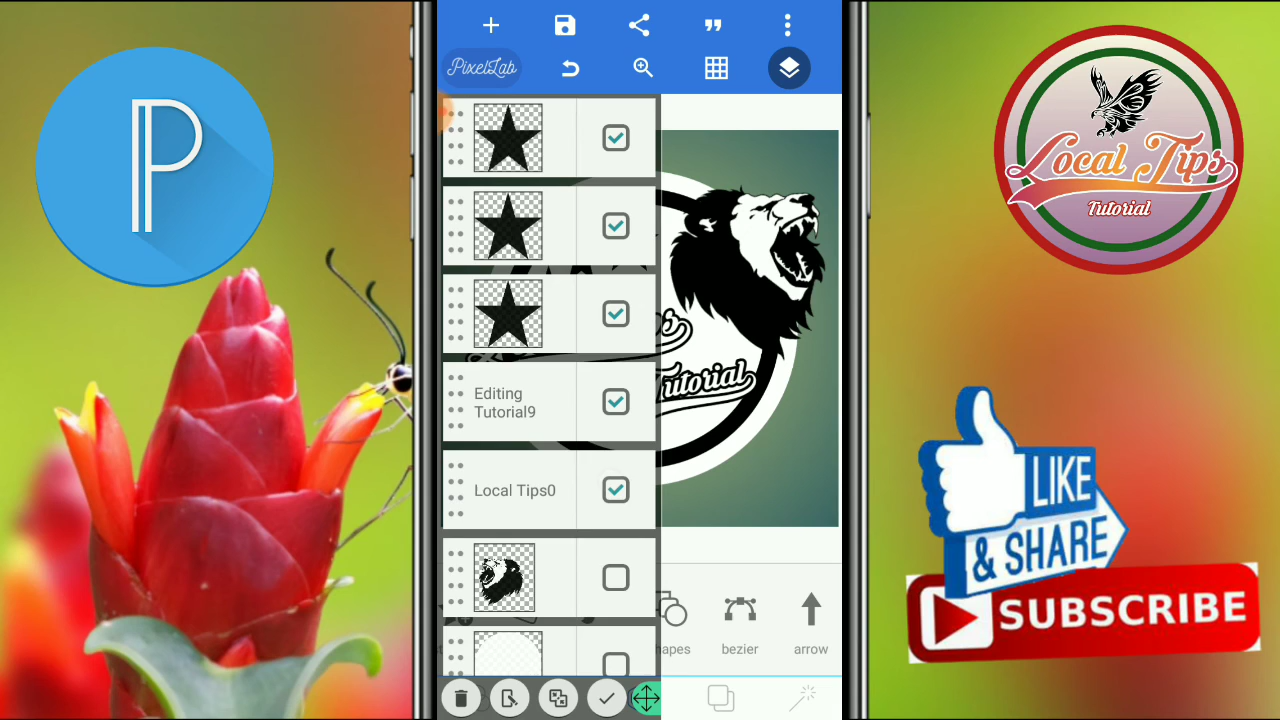 PixelLab
P
Local Tips
Tutorial
Editing
Tutorial9
Local Tips0
Tutorial
hapes
bezier
arrow
LIKE
& SHARE
SUBSCRIBE